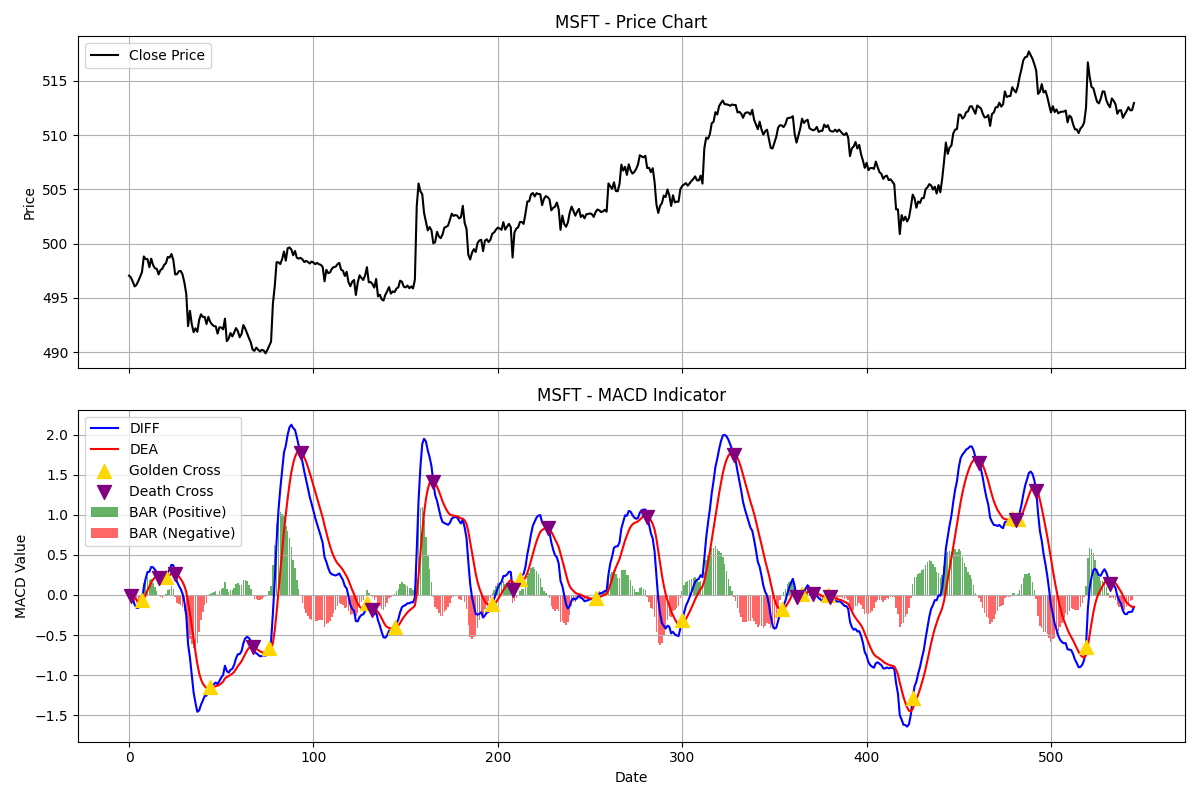 MSFT - Price Chart
Close Price
515
510
505
500
495
490
Price
MSFT - MACD Indicator
DIFF
DEA
Golden Cross
Death Cross
BAR (Positive)
BAR (Negative)
2.0
1.5
1.0
0.5
0.0
−0.5
−1.0
−1.5
MACD Value
0 100 200 300 400 500
Date